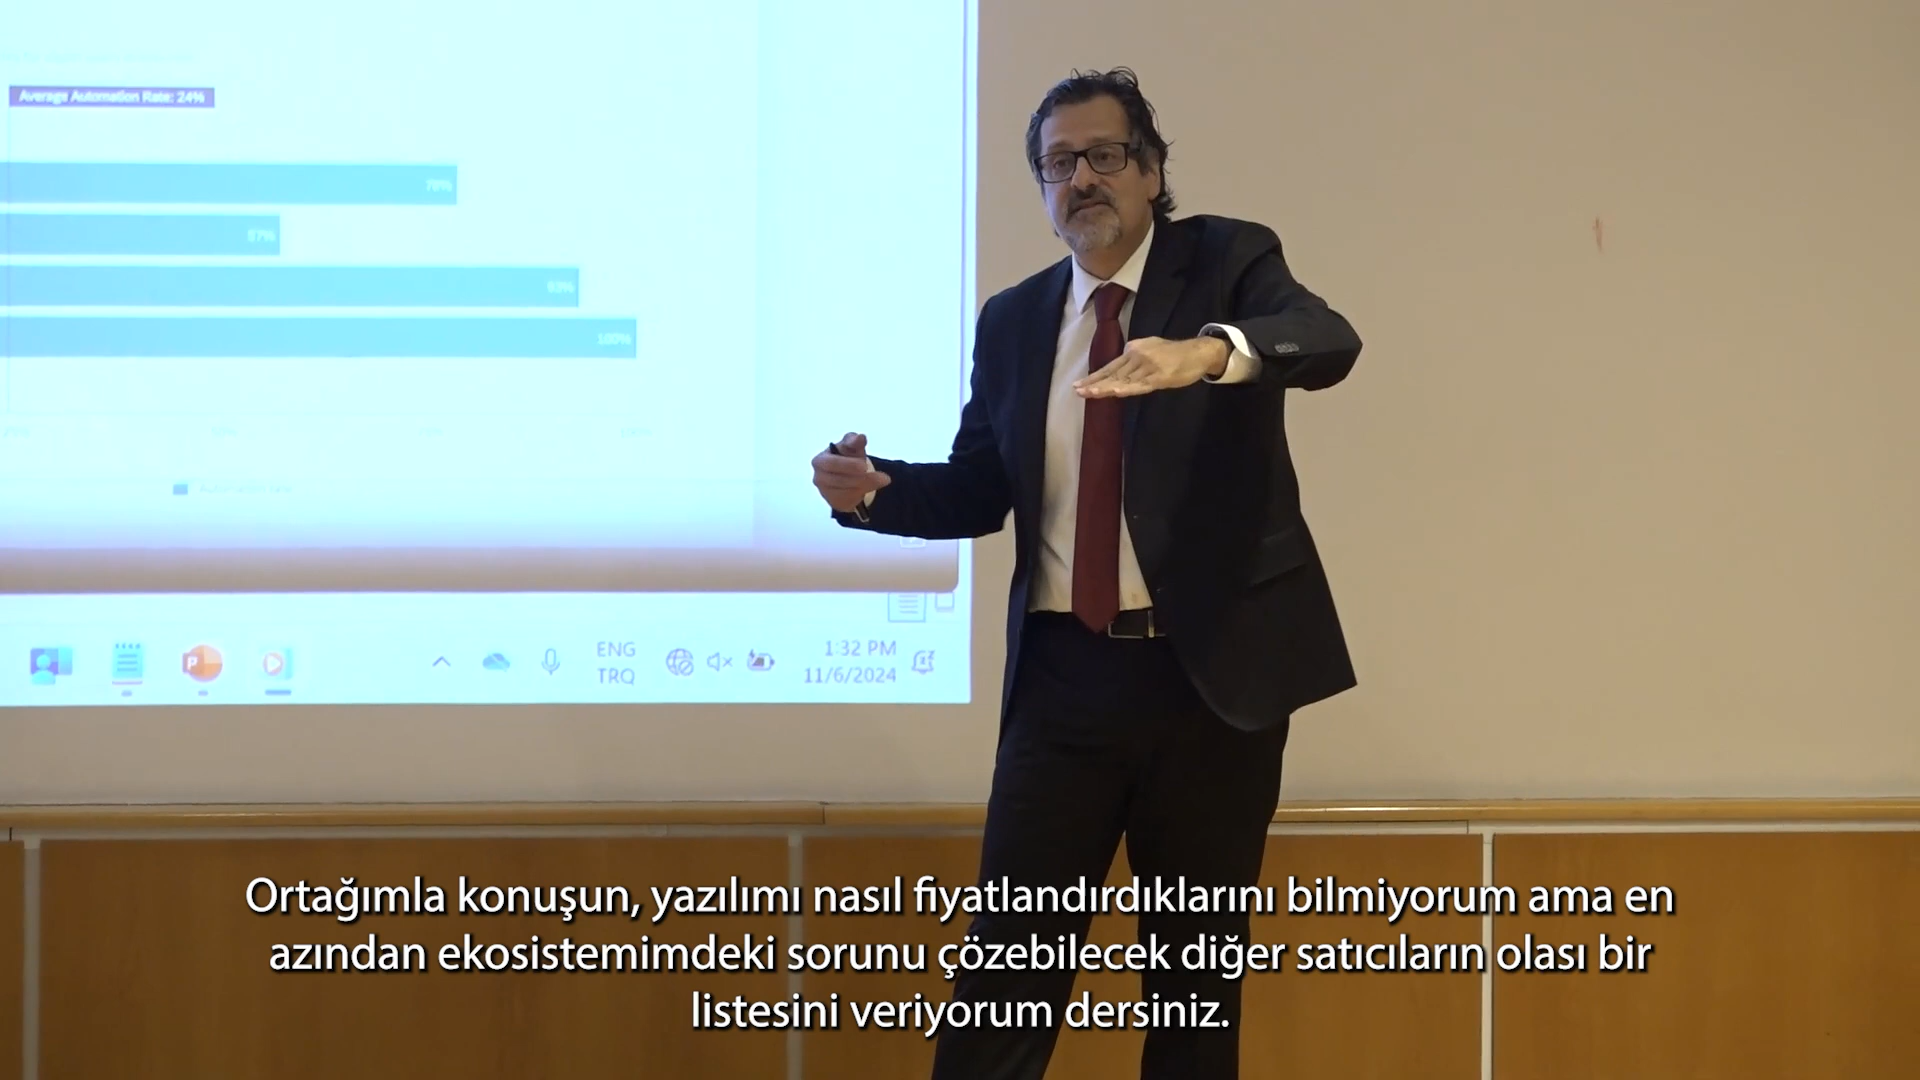 Average Automation Rate: 24%
57%
100%
ENG
TRQ
1:32 PM
11/6/2024
Ortağımla konuşun, yazılımı nasıl fiyatlandırdıklarını bilmiyorum ama en
azından ekosistemimdeki sorunu çözebilecek diğer satıcıların olası bir
listesini veriyorum dersiniz.